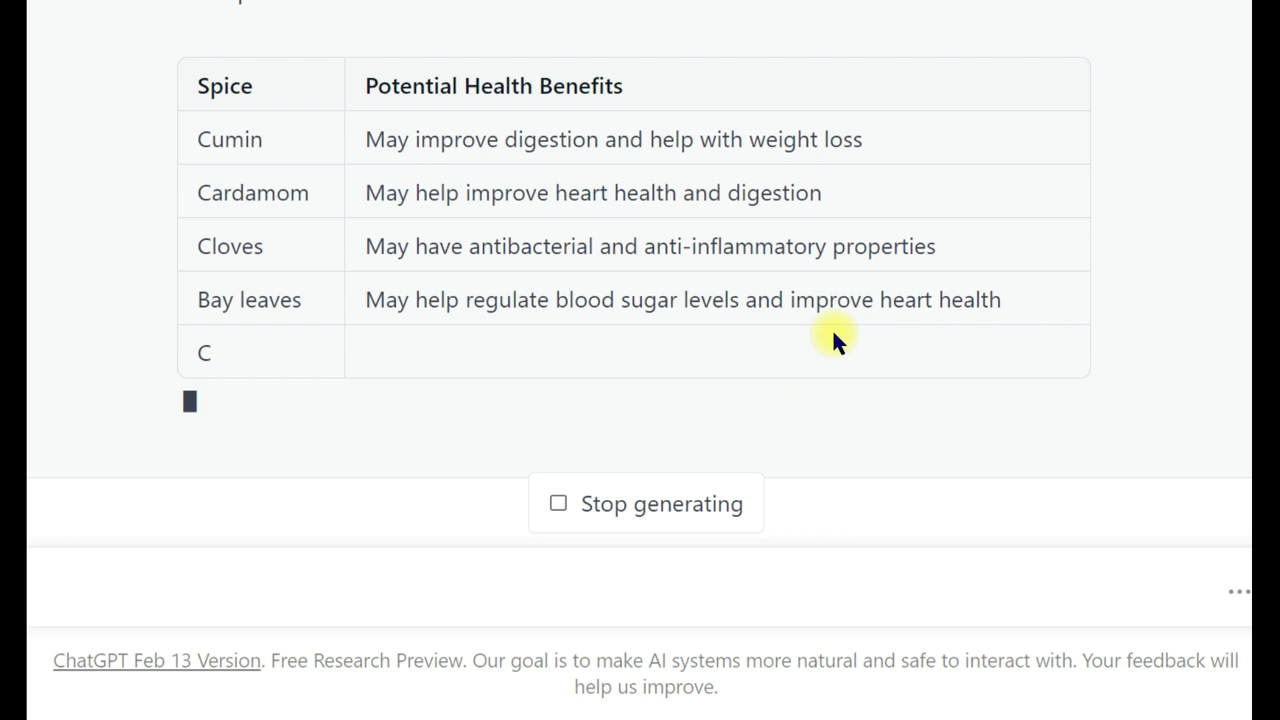 Spice Potential Health Benefits
Cumin May improve digestion and help with weight loss
Cardamom May help improve heart health and digestion
Cloves May have antibacterial and anti-inflammatory properties
Bay leaves May help regulate blood sugar levels and improve heart health
C
Stop generating
ChatGPT Feb 13 Version. Free Research Preview. Our goal is to make AI systems more natural and safe to interact with. Your feedback will
help us improve.